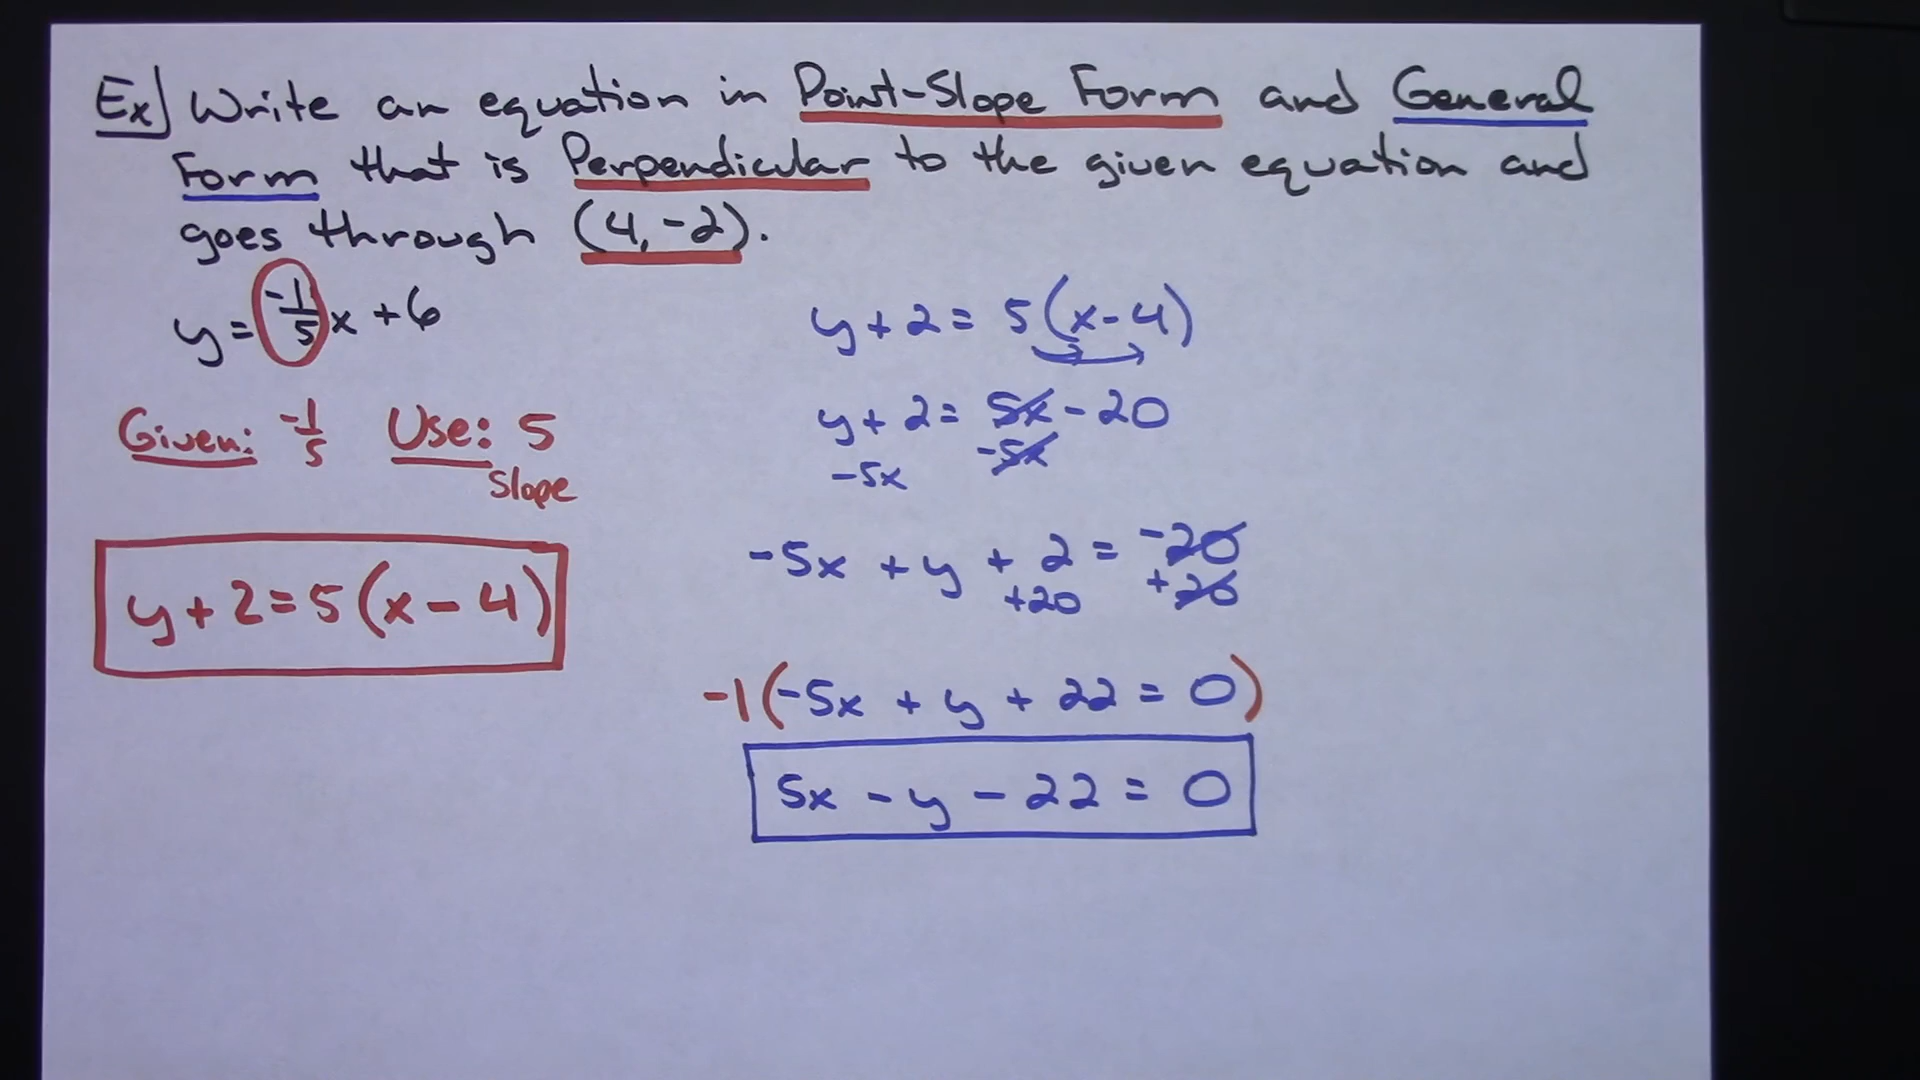 Ex] Write an equation in Point-Slope Form and General
Form that is Perpendicular to the given equation and
goes through (4,-2).
y = -1/5 x + 6
Given: -1/5 Use: 5
Slope
y + 2 = 5(x - 4)
y + 2 = 5(x - 4)
y + 2 = 5x - 20
-5x -5x
-5x + y + 2 = -20
+20 +20
-1(-5x + y + 22 = 0)
5x - y - 22 = 0